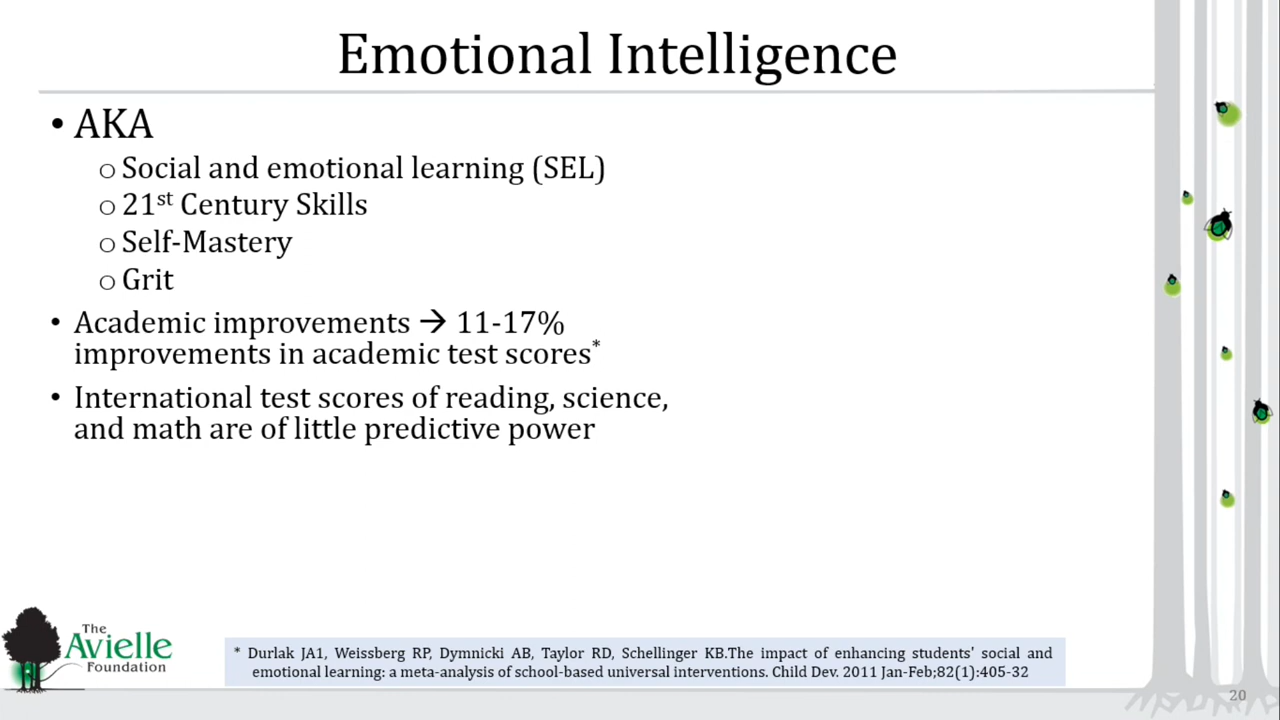 Emotional Intelligence
• AKA
o Social and emotional learning (SEL)
o 21st Century Skills
o Self-Mastery
o Grit
• Academic improvements → 11-17%
improvements in academic test scores*
• International test scores of reading, science,
and math are of little predictive power
The
Avielle
Foundation
* Durlak JA1, Weissberg RP, Dymnicki AB, Taylor RD, Schellinger KB.The impact of enhancing students' social and
emotional learning: a meta-analysis of school-based universal interventions. Child Dev. 2011 Jan-Feb;82(1):405-32
20